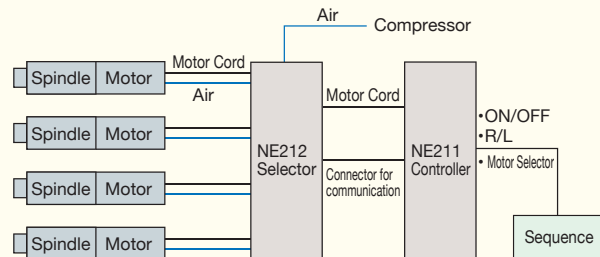 Air
Compressor
Motor Cord
Spindle Motor
Air
Motor Cord
•ON/OFF
•R/L
• Motor Selector
Spindle Motor
NE212
Selector
NE211
Controller
Connector for
communication
Spindle Motor
Spindle Motor
Sequence